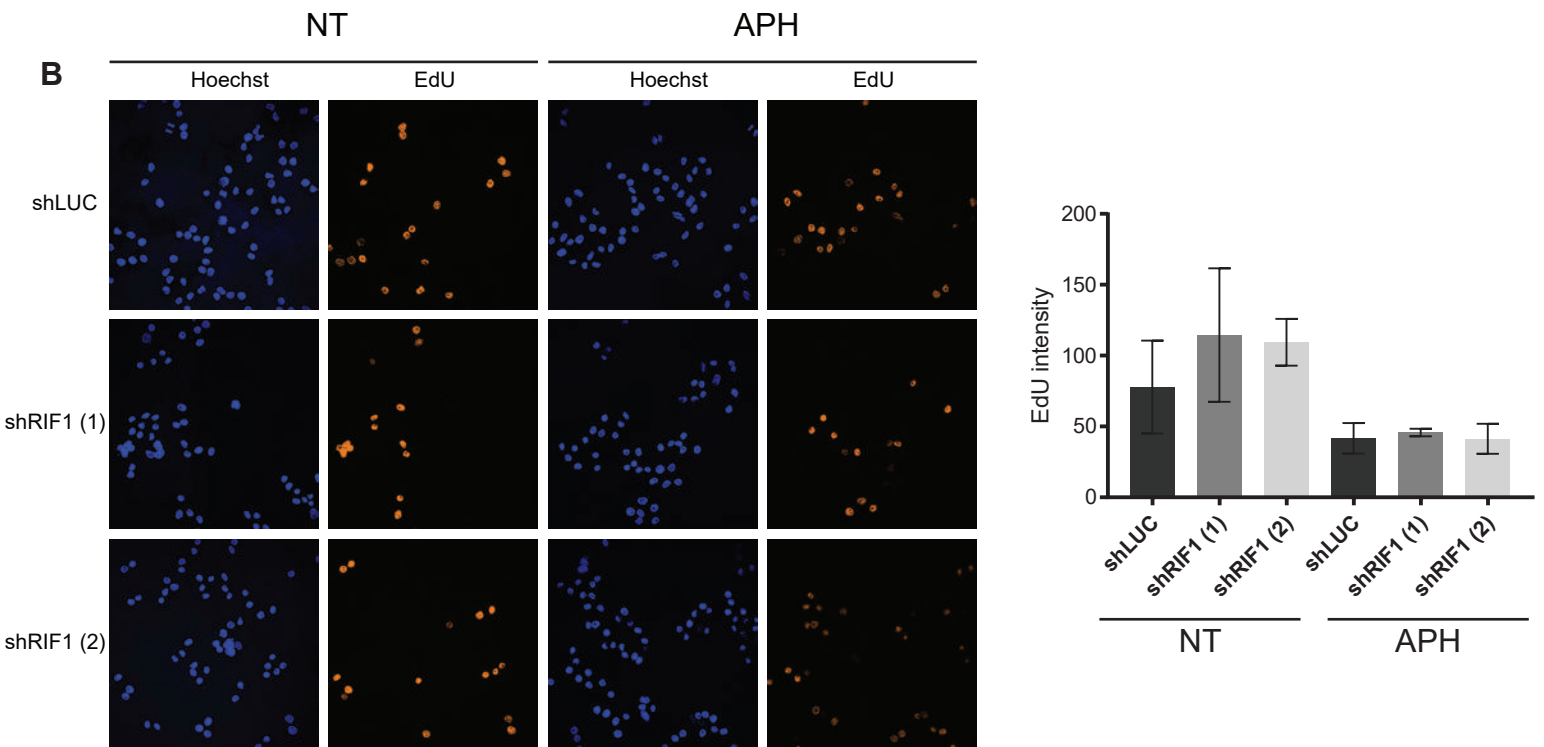 NT APH
B Hoechst EdU Hoechst EdU
shLUC
shRIF1 (1)
shRIF1 (2)
200
150
100
50
0
EdU intensity
shLUC shRIF1 (1) shRIF1 (2) shLUC shRIF1 (1) shRIF1 (2)
NT APH